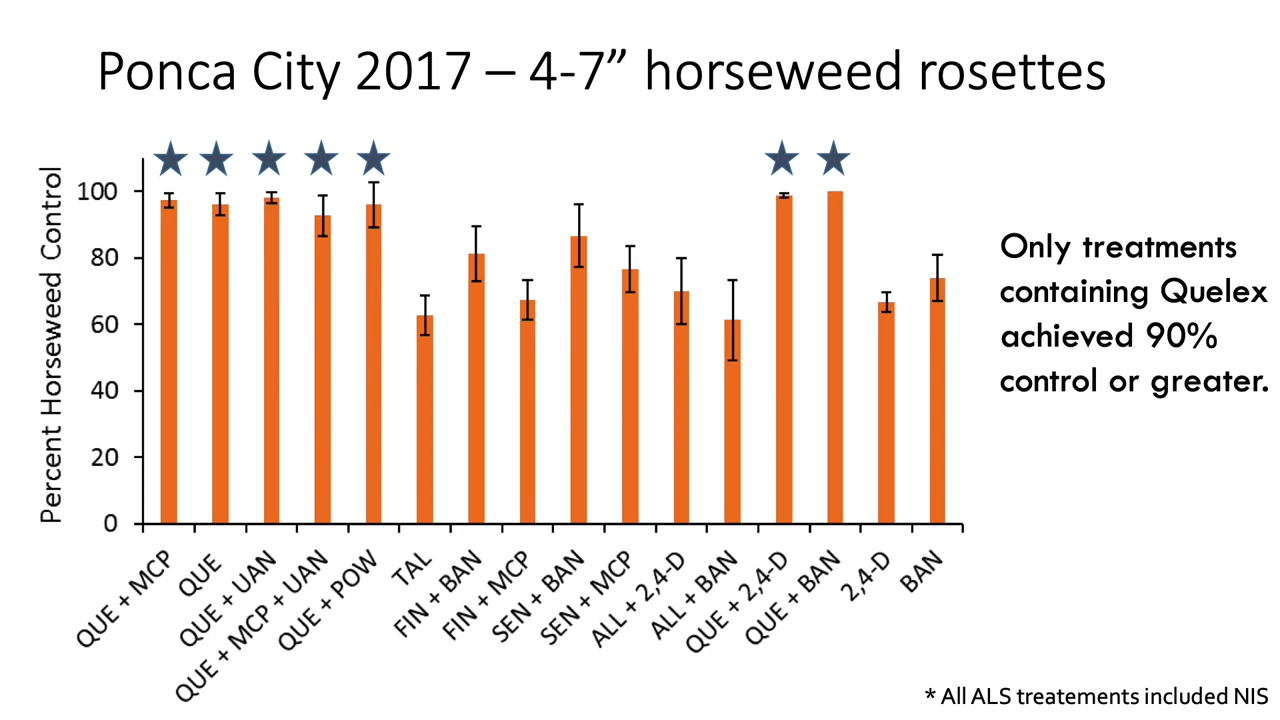 Ponca City 2017 – 4-7” horseweed rosettes
Percent Horseweed Control
100
80
60
40
20
0
QUE + MCP
QUE
QUE + UAN
QUE + MCP + UAN
QUE + POW
TAL
FIN + BAN
FIN + MCP
SEN + BAN
SEN + MCP
ALL + 2,4-D
ALL + BAN
QUE + 2,4-D
QUE + BAN
2,4-D
BAN
Only treatments
containing Quelex
achieved 90%
control or greater.
* All ALS treatements included NIS